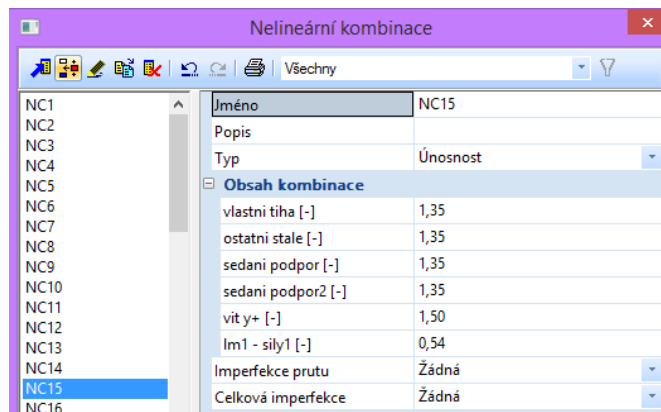 Nelineární kombinace
Všechny
NC1
NC2
NC3
NC4
NC5
NC6
NC7
NC8
NC9
NC10
NC11
NC12
NC13
NC14
NC15
NC16
Jméno NC15
Popis
Typ Únosnost
Obsah kombinace
vlastni tiha [-] 1,35
ostatni stale [-] 1,35
sedani podpor [-] 1,35
sedani podpor2 [-] 1,35
vit y+ [-] 1,50
lm1 - sily1 [-] 0,54
Imperfekce prutu Žádná
Celková imperfekce Žádná